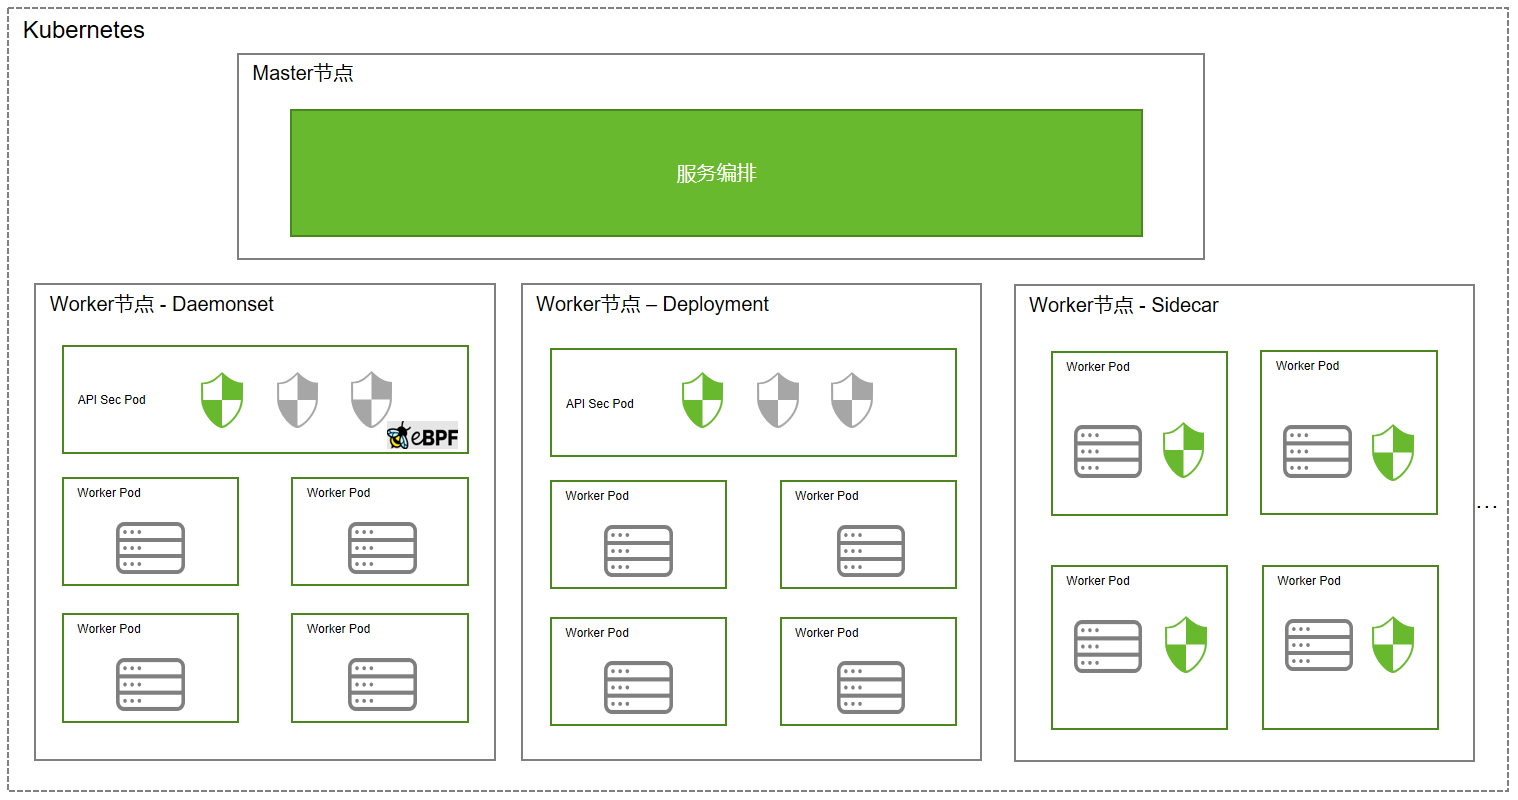 Kubernetes
Master节点
服务编排
Worker节点 - Daemonset
API Sec Pod
eBPF
Worker Pod
Worker Pod
Worker Pod
Worker Pod
Worker节点 – Deployment
API Sec Pod
Worker Pod
Worker Pod
Worker Pod
Worker Pod
Worker节点 - Sidecar
Worker Pod
Worker Pod
Worker Pod
Worker Pod
...